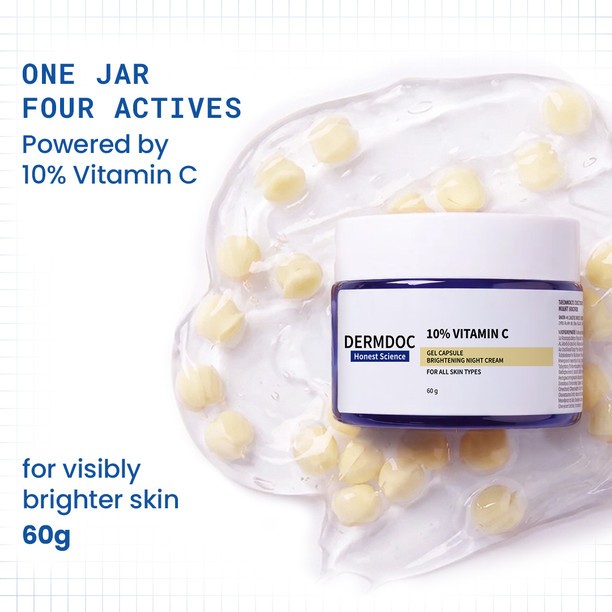 ONE JAR
FOUR ACTIVES
Powered by
10% Vitamin C
DERMDOC
Honest Science
10% VITAMIN C
GEL CAPSULE
BRIGHTENING NIGHT CREAM
FOR ALL SKIN TYPES
60 g
for visibly
brighter skin
60g